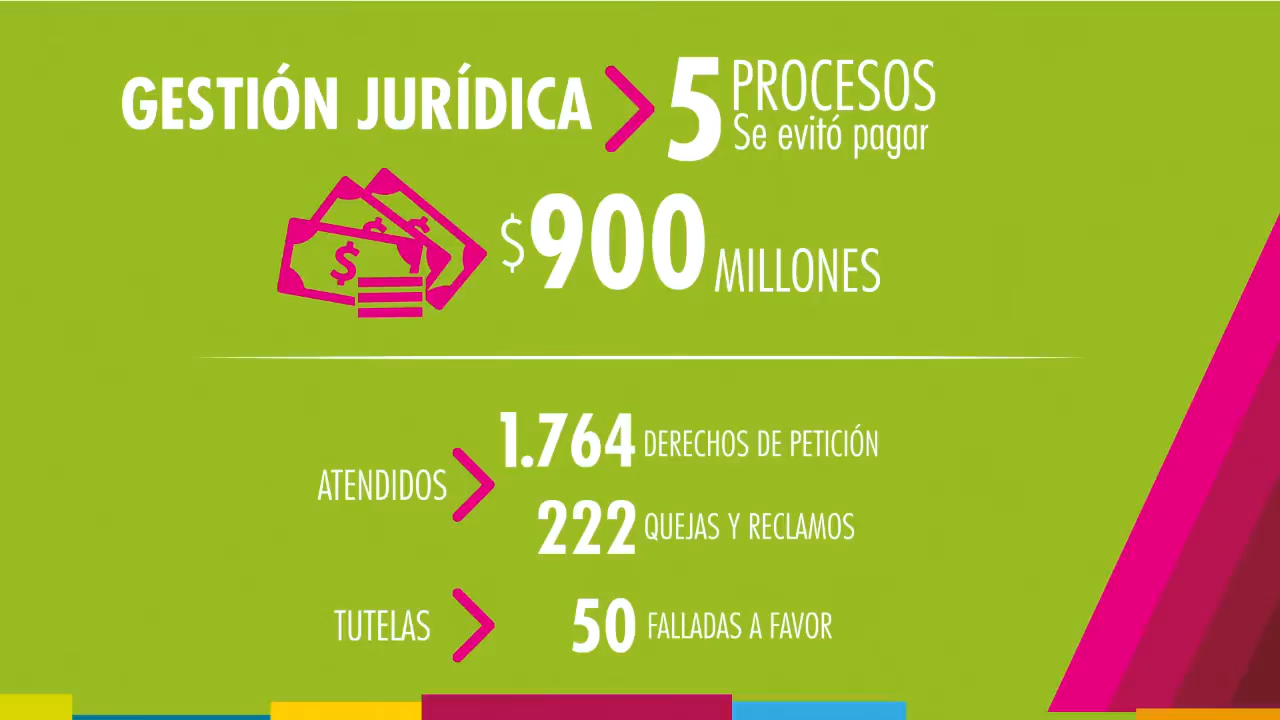 GESTIÓN JURÍDICA 5 PROCESOS
Se evitó pagar
$900 MILLONES
1.764 DERECHOS DE PETICIÓN
ATENDIDOS
222 QUEJAS Y RECLAMOS
TUTELAS 50 FALLADAS A FAVOR